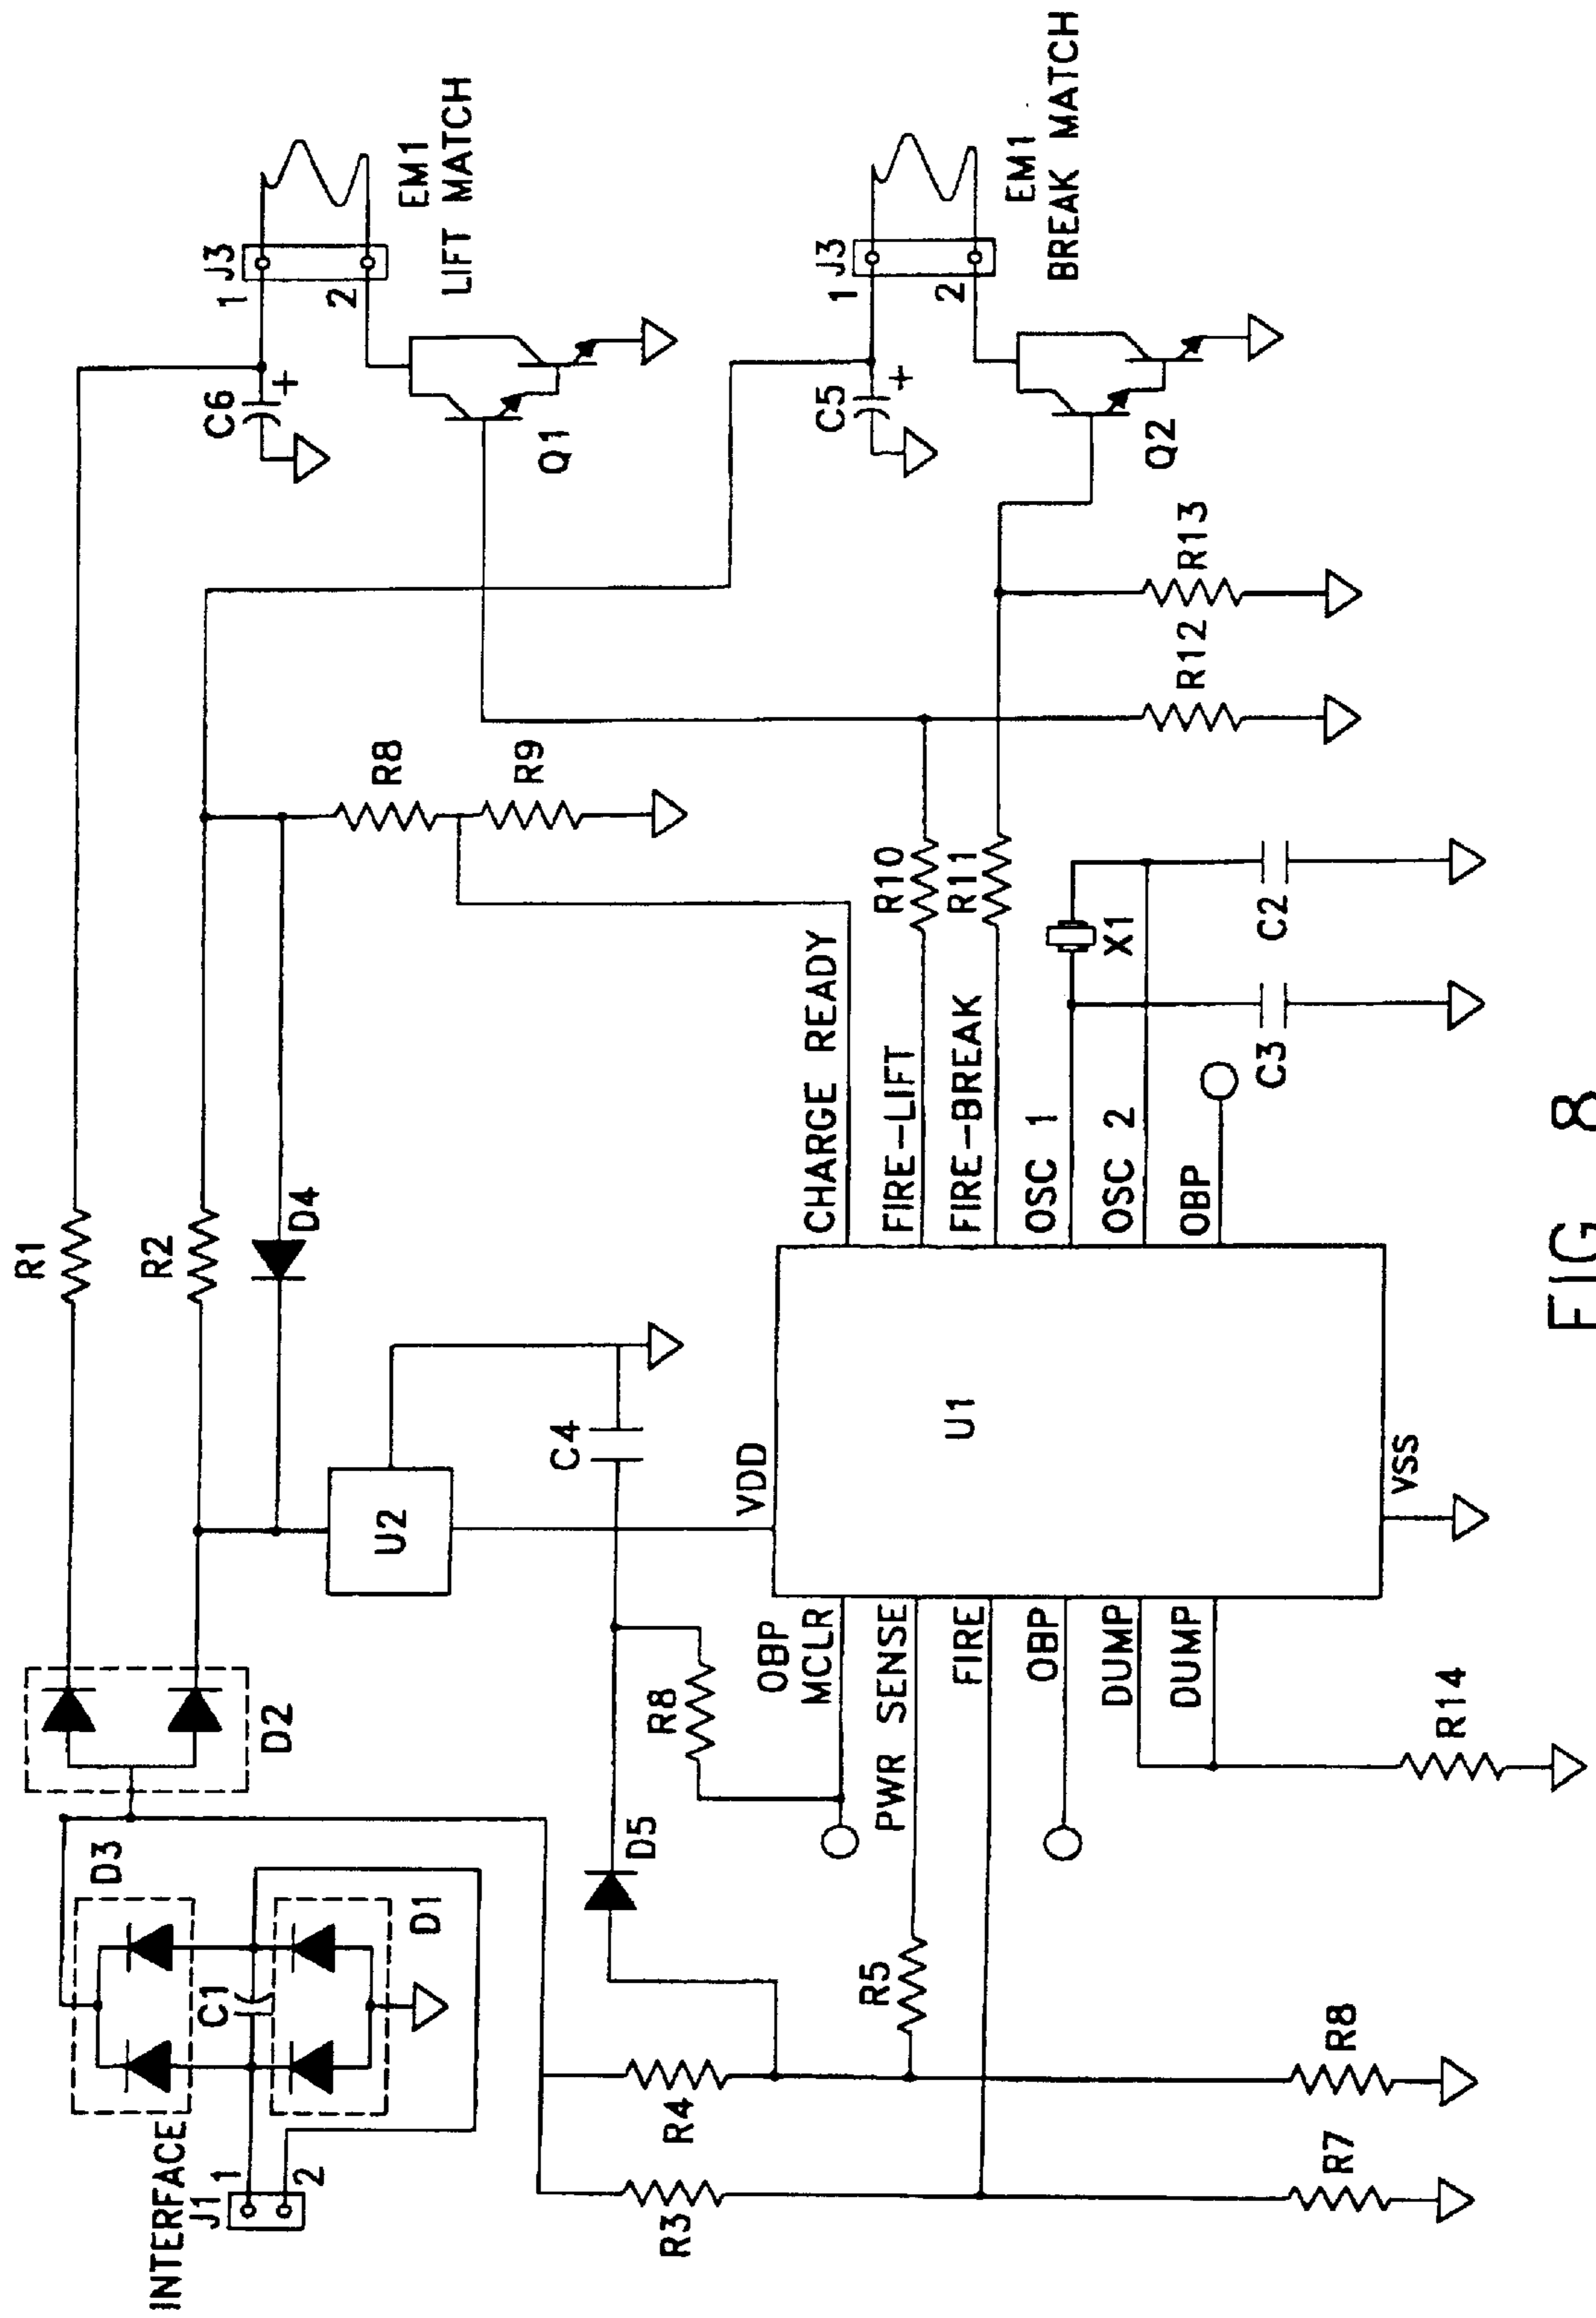 INTERFACE
J1
1
2
D3
C1
D1
D2
R1
R2
D4
U2
C4
R8
R9
C6
+
J3
1
2
EM1
LIFT MATCH
Q1
C5
+
J3
1
2
EM1
BREAK MATCH
Q2
R3
R4
D5
R8
R5
R7
R8
R14
VDD
U1
VSS
OBP
MCLR
PWR SENSE
FIRE
OBP
DUMP
DUMP
CHARGE READY
FIRE-LIFT
FIRE-BREAK
OSC 1
OSC 2
OBP
R10
R11
X1
C3
C2
R12
R13
FIG 8